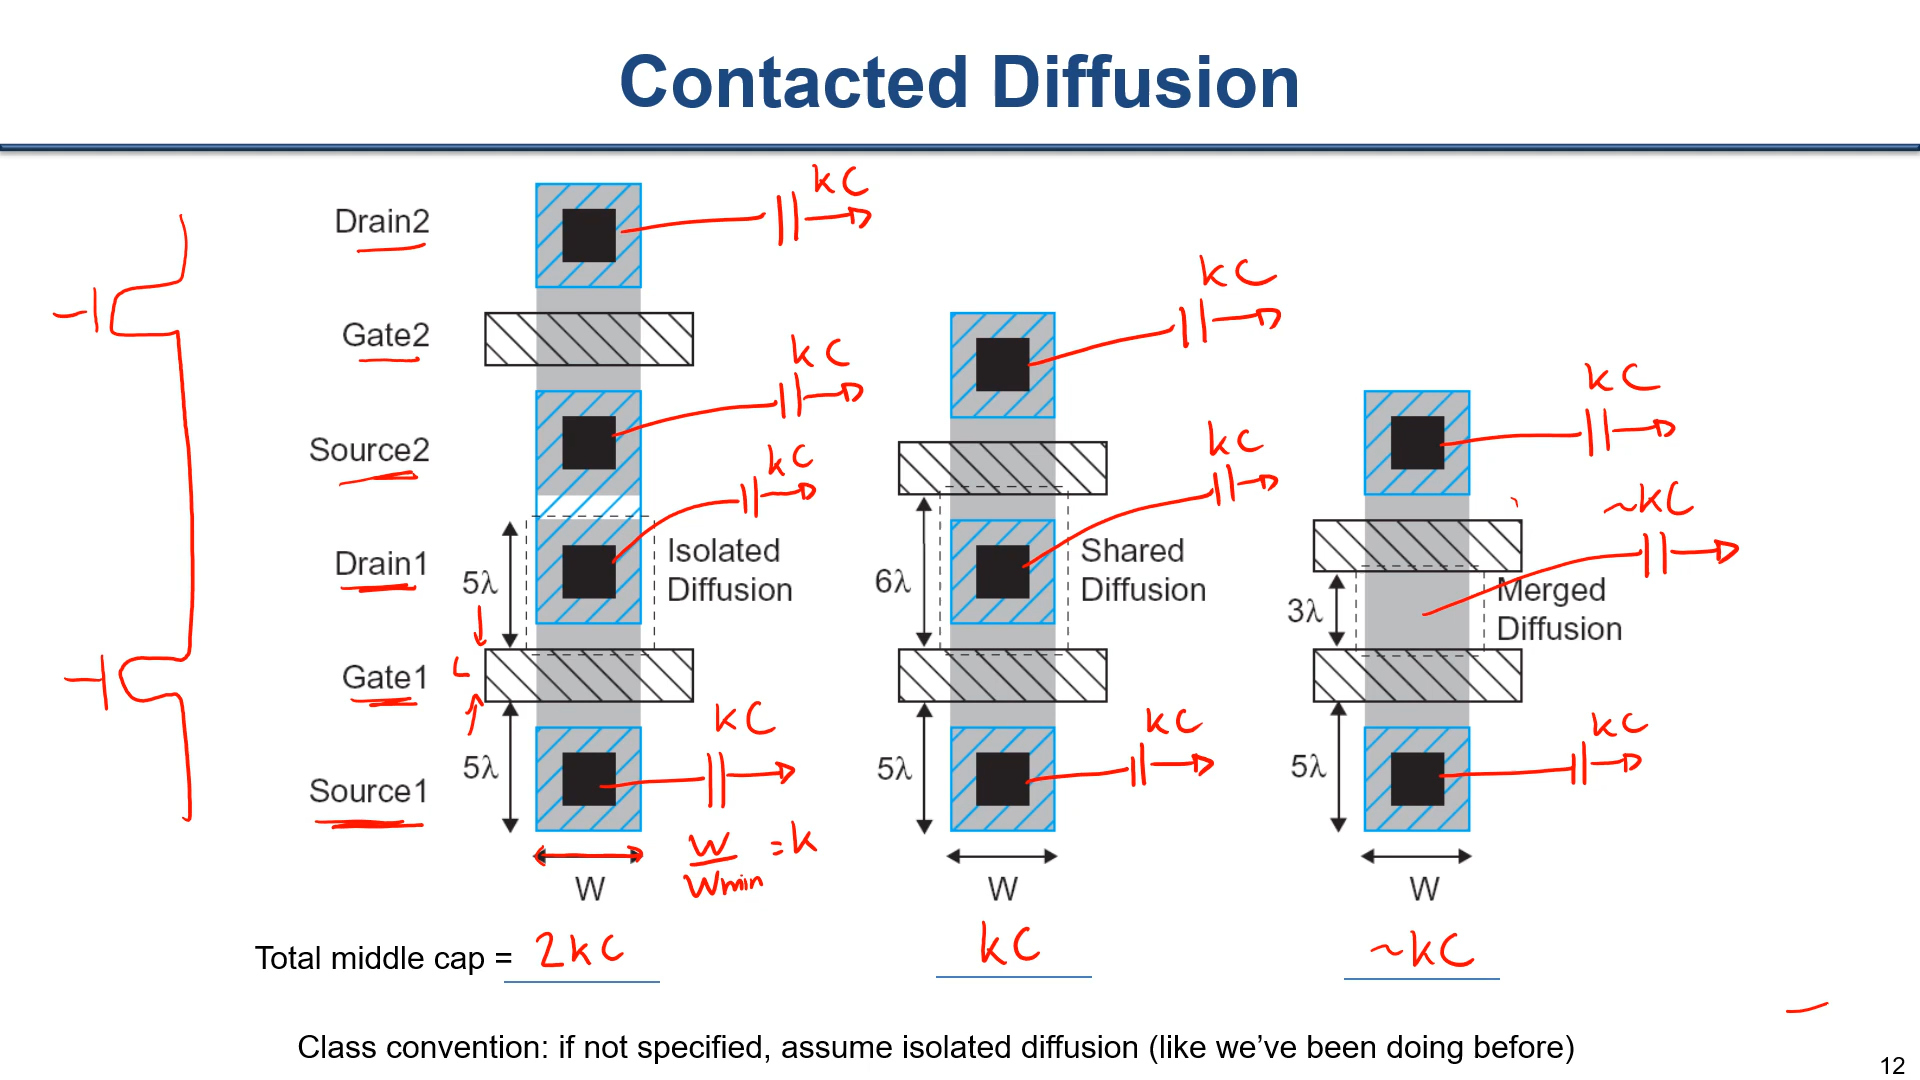 Contacted Diffusion
Drain2
kC
Gate2
kC
Source2
kC
Drain1
5λ
Isolated
Diffusion
Gate1
L
kC
Source1
5λ
W
W/Wmin = k
kC
kC
6λ
Shared
Diffusion
kC
5λ
W
kC
~kC
3λ
Merged
Diffusion
kC
5λ
W
Total middle cap = 2kC kC ~kC
Class convention: if not specified, assume isolated diffusion (like we've been doing before)
12